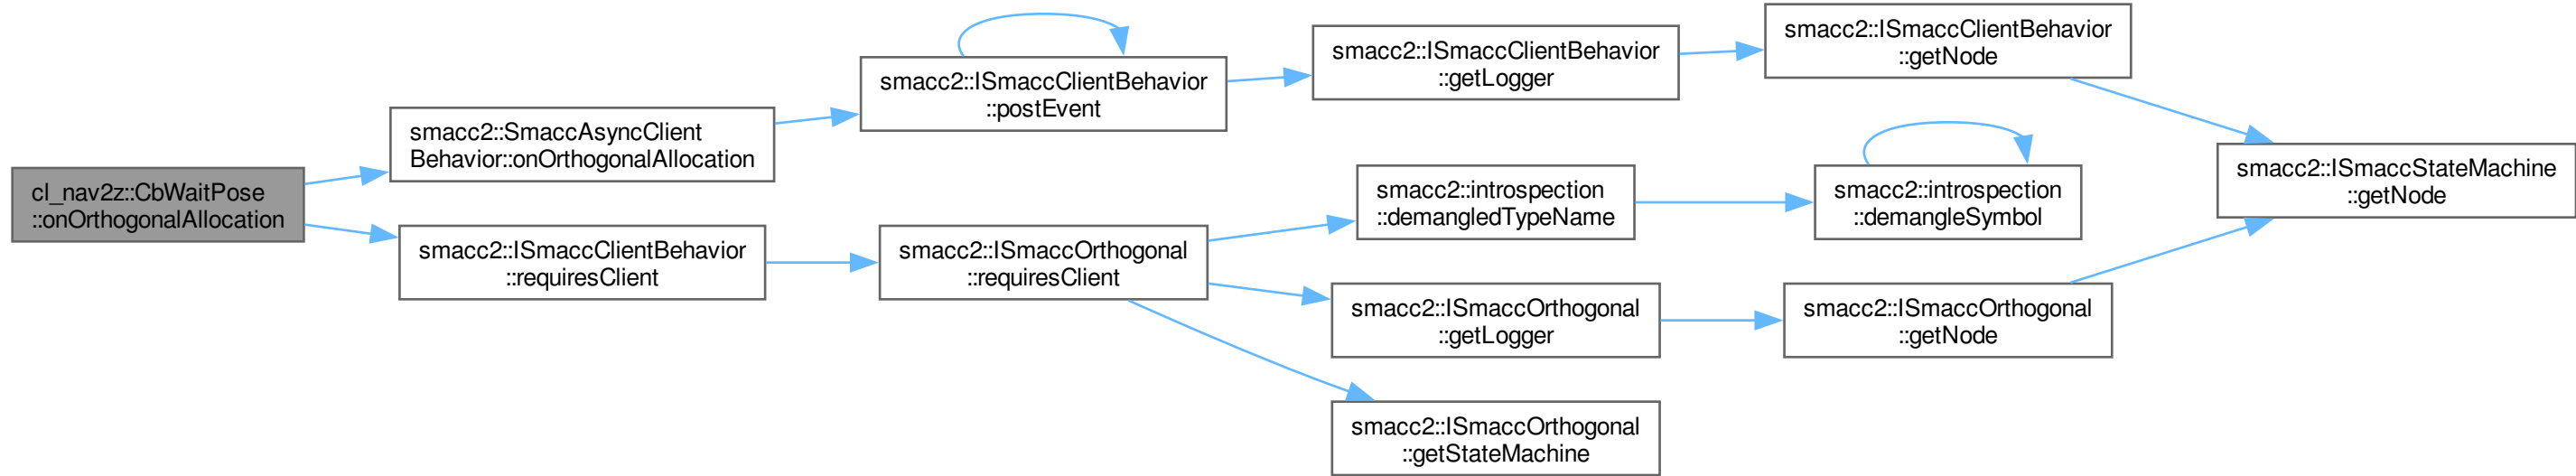 cl_nav2z::CbWaitPose
::onOrthogonalAllocation
smacc2::SmaccAsyncClient
Behavior::onOrthogonalAllocation
smacc2::ISmaccClientBehavior
::postEvent
smacc2::ISmaccClientBehavior
::getLogger
smacc2::ISmaccClientBehavior
::getNode
smacc2::ISmaccStateMachine
::getNode
smacc2::ISmaccClientBehavior
::requiresClient
smacc2::ISmaccOrthogonal
::requiresClient
smacc2::introspection
::demangledTypeName
smacc2::introspection
::demangleSymbol
smacc2::ISmaccOrthogonal
::getLogger
smacc2::ISmaccOrthogonal
::getNode
smacc2::ISmaccOrthogonal
::getStateMachine